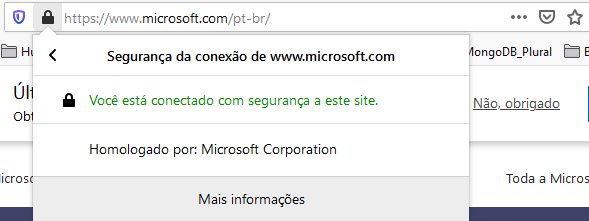 https://www.microsoft.com/pt-br/
Hu
MongoDB_Plural
Segurança da conexão de www.microsoft.com
Últ
Você está conectado com segurança a este site.
Não, obrigado
Obt
Homologado por: Microsoft Corporation
icroso
Toda a Micros
Mais informações